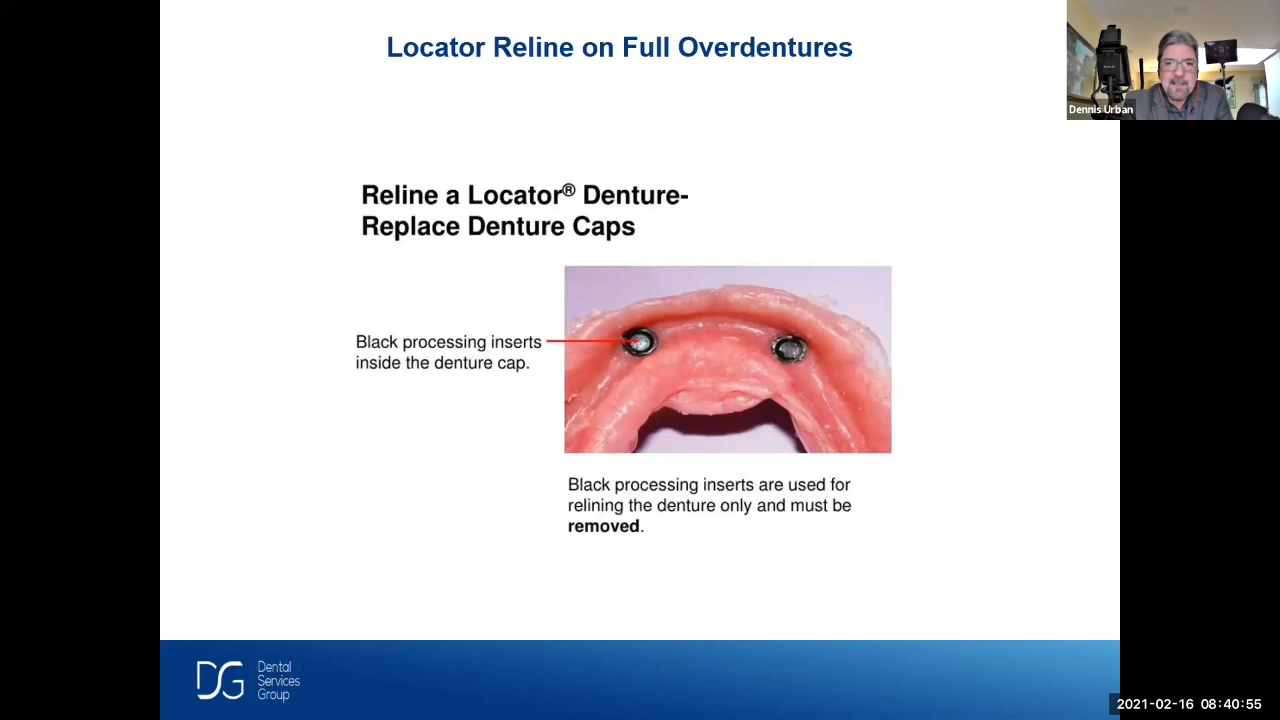 Locator Reline on Full Overdentures
Dennis Urban
Reline a Locator® Denture-
Replace Denture Caps
Black processing inserts
inside the denture cap.
Black processing inserts are used for
relining the denture only and must be
removed.
DSG
Dental
Services
Group
2021-02-16 08:40:55